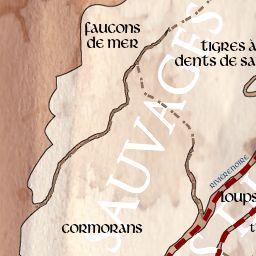 faucons
de mer
tigres à
dents de sa
SAUVAGES
RIVIÈRENOIRE
loups
cormorans